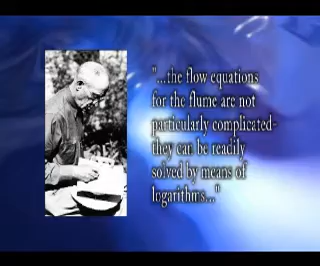 "...the flow equations
for the flume are not
particularly complicated-
they can be readily
solved by means of
logarithms..."